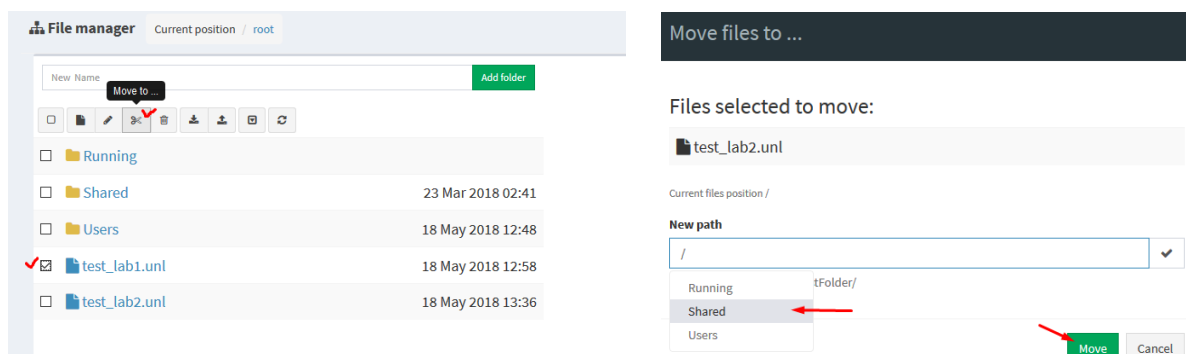 File manager Current position / root
New Name Add folder
Move to ...
Running
Shared 23 Mar 2018 02:41
Users 18 May 2018 12:48
test_lab1.unl 18 May 2018 12:58
test_lab2.unl 18 May 2018 13:36
Move files to ...
Files selected to move:
test_lab2.unl
Current files position /
New path
/
tFolder/
Running
Shared
Users
Move Cancel